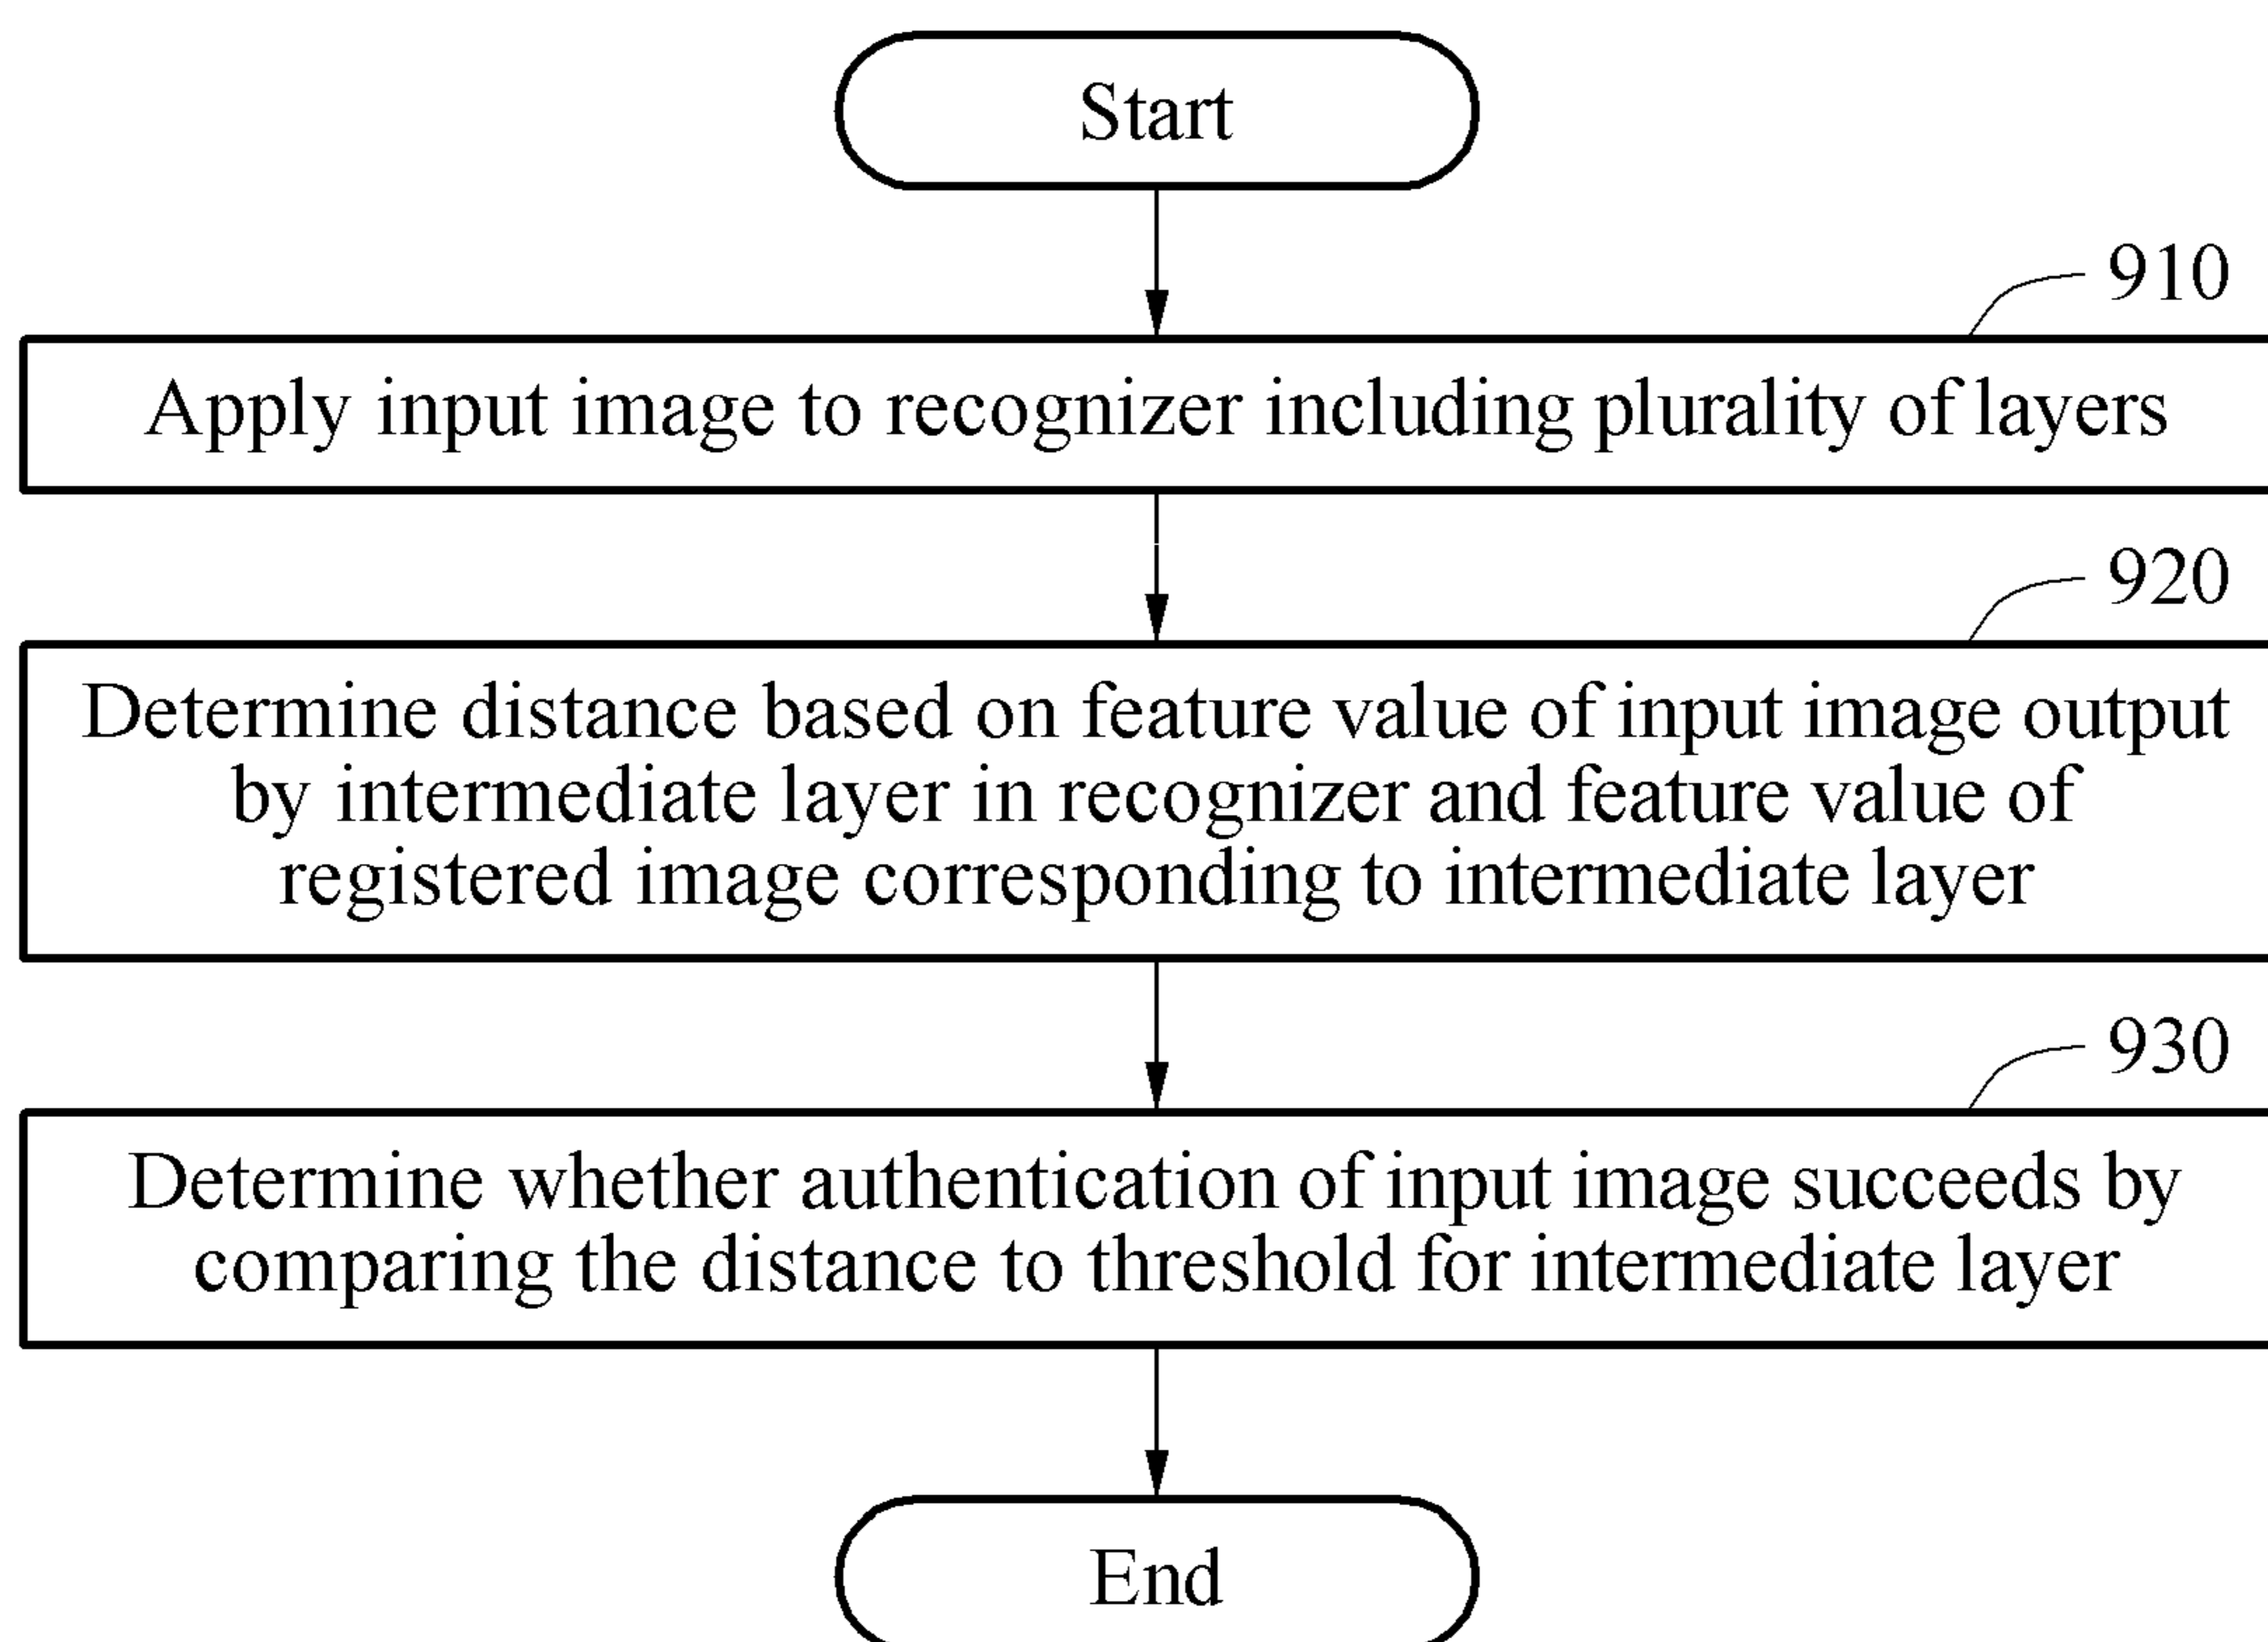 Start
910
Apply input image to recognizer including plurality of layers
920
Determine distance based on feature value of input image output
by intermediate layer in recognizer and feature value of
registered image corresponding to intermediate layer
930
Determine whether authentication of input image succeeds by
comparing the distance to threshold for intermediate layer
End